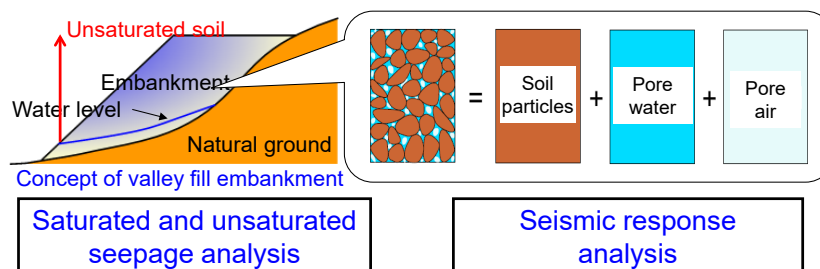 Unsaturated soil
Embankment
Water level
Natural ground
Concept of valley fill embankment
=
Soil
particles
+
Pore
water
+
Pore
air
Saturated and unsaturated
seepage analysis
Seismic response
analysis